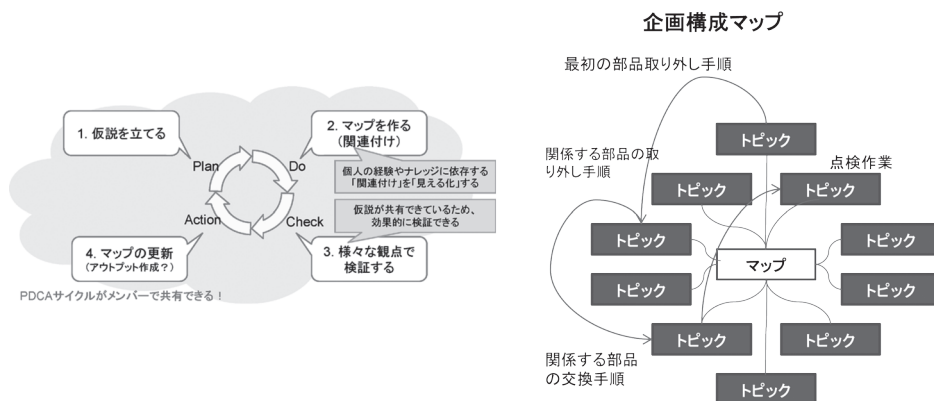 1. 仮説を立てる
2. マップを作る
(関連付け)
Plan
Do
個人の経験やナレッジに依存する
「関連付け」を「見える化」する
仮説が共有できているため、
効果的に検証できる
Action
Check
4. マップの更新
(アウトプット作成？)
3. 様々な観点で
検証する
PDCAサイクルがメンバーで共有できる！
企画構成マップ
最初の部品取り外し手順
トピック
関係する部品の取
り外し手順
点検作業
トピック
トピック
トピック
トピック
マップ
トピック
トピック
トピック
トピック
関係する部品
の交換手順
トピック